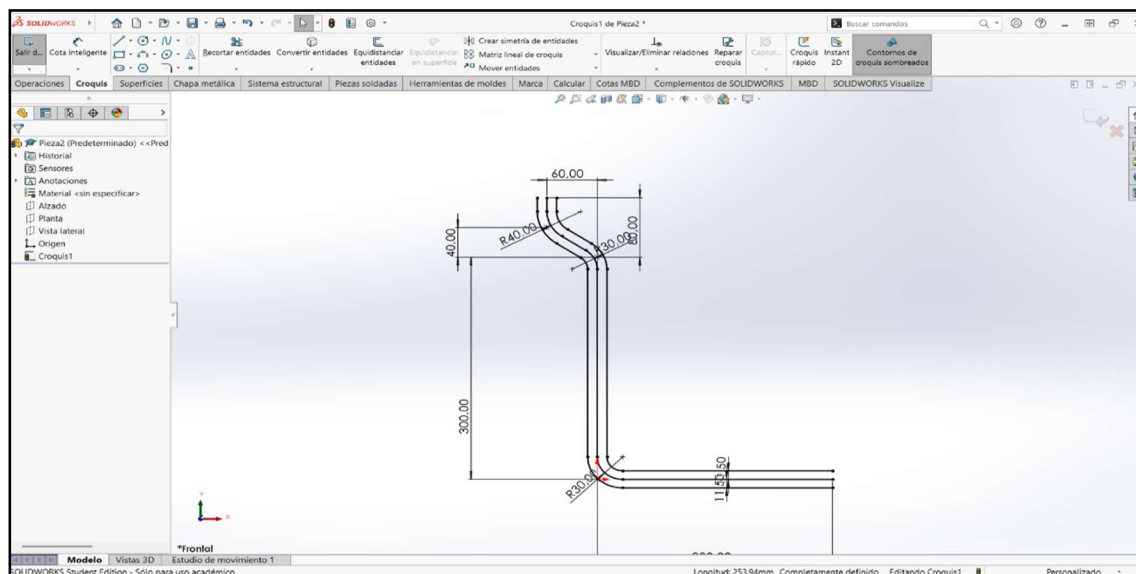 SOLIDWORKS
Croquis1 de Pieza2 *
Buscar comandos
Salir d...
Cota inteligente
Recortar entidades
Convertir entidades
Equidistanciar entidades
Equidistanciar en superficie
Crear simetría de entidades
Matriz lineal de croquis
Mover entidades
Visualizar/Eliminar relaciones
Reparar croquis
Captur...
Croquis rápido
Instant 2D
Contornos de croquis sombreados
Operaciones Croquis Superficies Chapa metálica Sistema estructural Piezas soldadas Herramientas de moldes Marca Calcular Cotas MBD Complementos de SOLIDWORKS MBD SOLIDWORKS Visualize
Pieza2 (Predeterminado) <<Pred
Historial
Sensores
Anotaciones
Material <sin especificar>
Alzado
Planta
Vista lateral
Origen
Croquis1
60,00
R40,00
R30,00
80,00
40,00
300,00
R30,00
Y
X
*Frontal
Modelo Vistas 3D Estudio de movimiento 1
SOLIDWORKS Student Edition - Sólo para uso académico
Longitud: 253.94mm Completamente definido Editando Croquis1 Personalizado